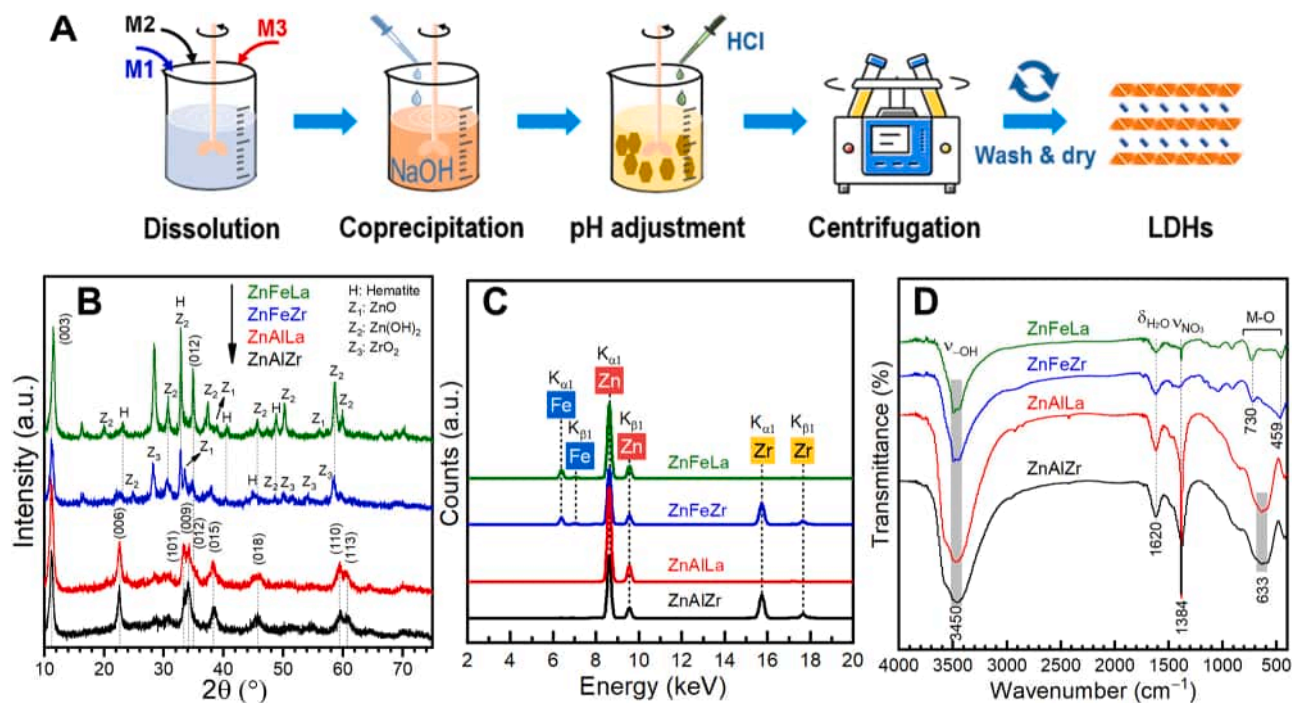 A
M1
M2
M3
NaOH
HCl
Wash & dry
Dissolution
Coprecipitation
pH adjustment
Centrifugation
LDHs
B
Intensity (a.u.)
(003)
ZnFeLa
ZnFeZr
ZnAlLa
ZnAlZr
H: Hematite
Z₁: ZnO
Z₂: Zn(OH)₂
Z₃: ZrO₂
H
Z₂
(012)
Z₂
H
Z₂
Z₂
Z₁
H
Z₂
H
Z₂
Z₁
Z₂
Z₂
Z₂
Z₃
Z₁
H
Z₂
Z₃
Z₃
Z₃
(006)
(101)
(009)
(012)
(015)
(018)
(110)
(113)
10 20 30 40 50 60 70
2θ (°)
C
Counts (a.u.)
Kα1
Fe
Kβ1
Fe
Kα1
Zn
Kβ1
Zn
Kα1
Zr
Kβ1
Zr
ZnFeLa
ZnFeZr
ZnAlLa
ZnAlZr
2 4 6 8 10 12 14 16 18 20
Energy (keV)
D
Transmittance (%)
ν₋OH
δH₂O
νNO₃
M-O
ZnFeLa
ZnFeZr
ZnAlLa
ZnAlZr
3450
1620
1384
730
459
633
4000 3500 3000 2500 2000 1500 1000 500
Wavenumber (cm⁻¹)